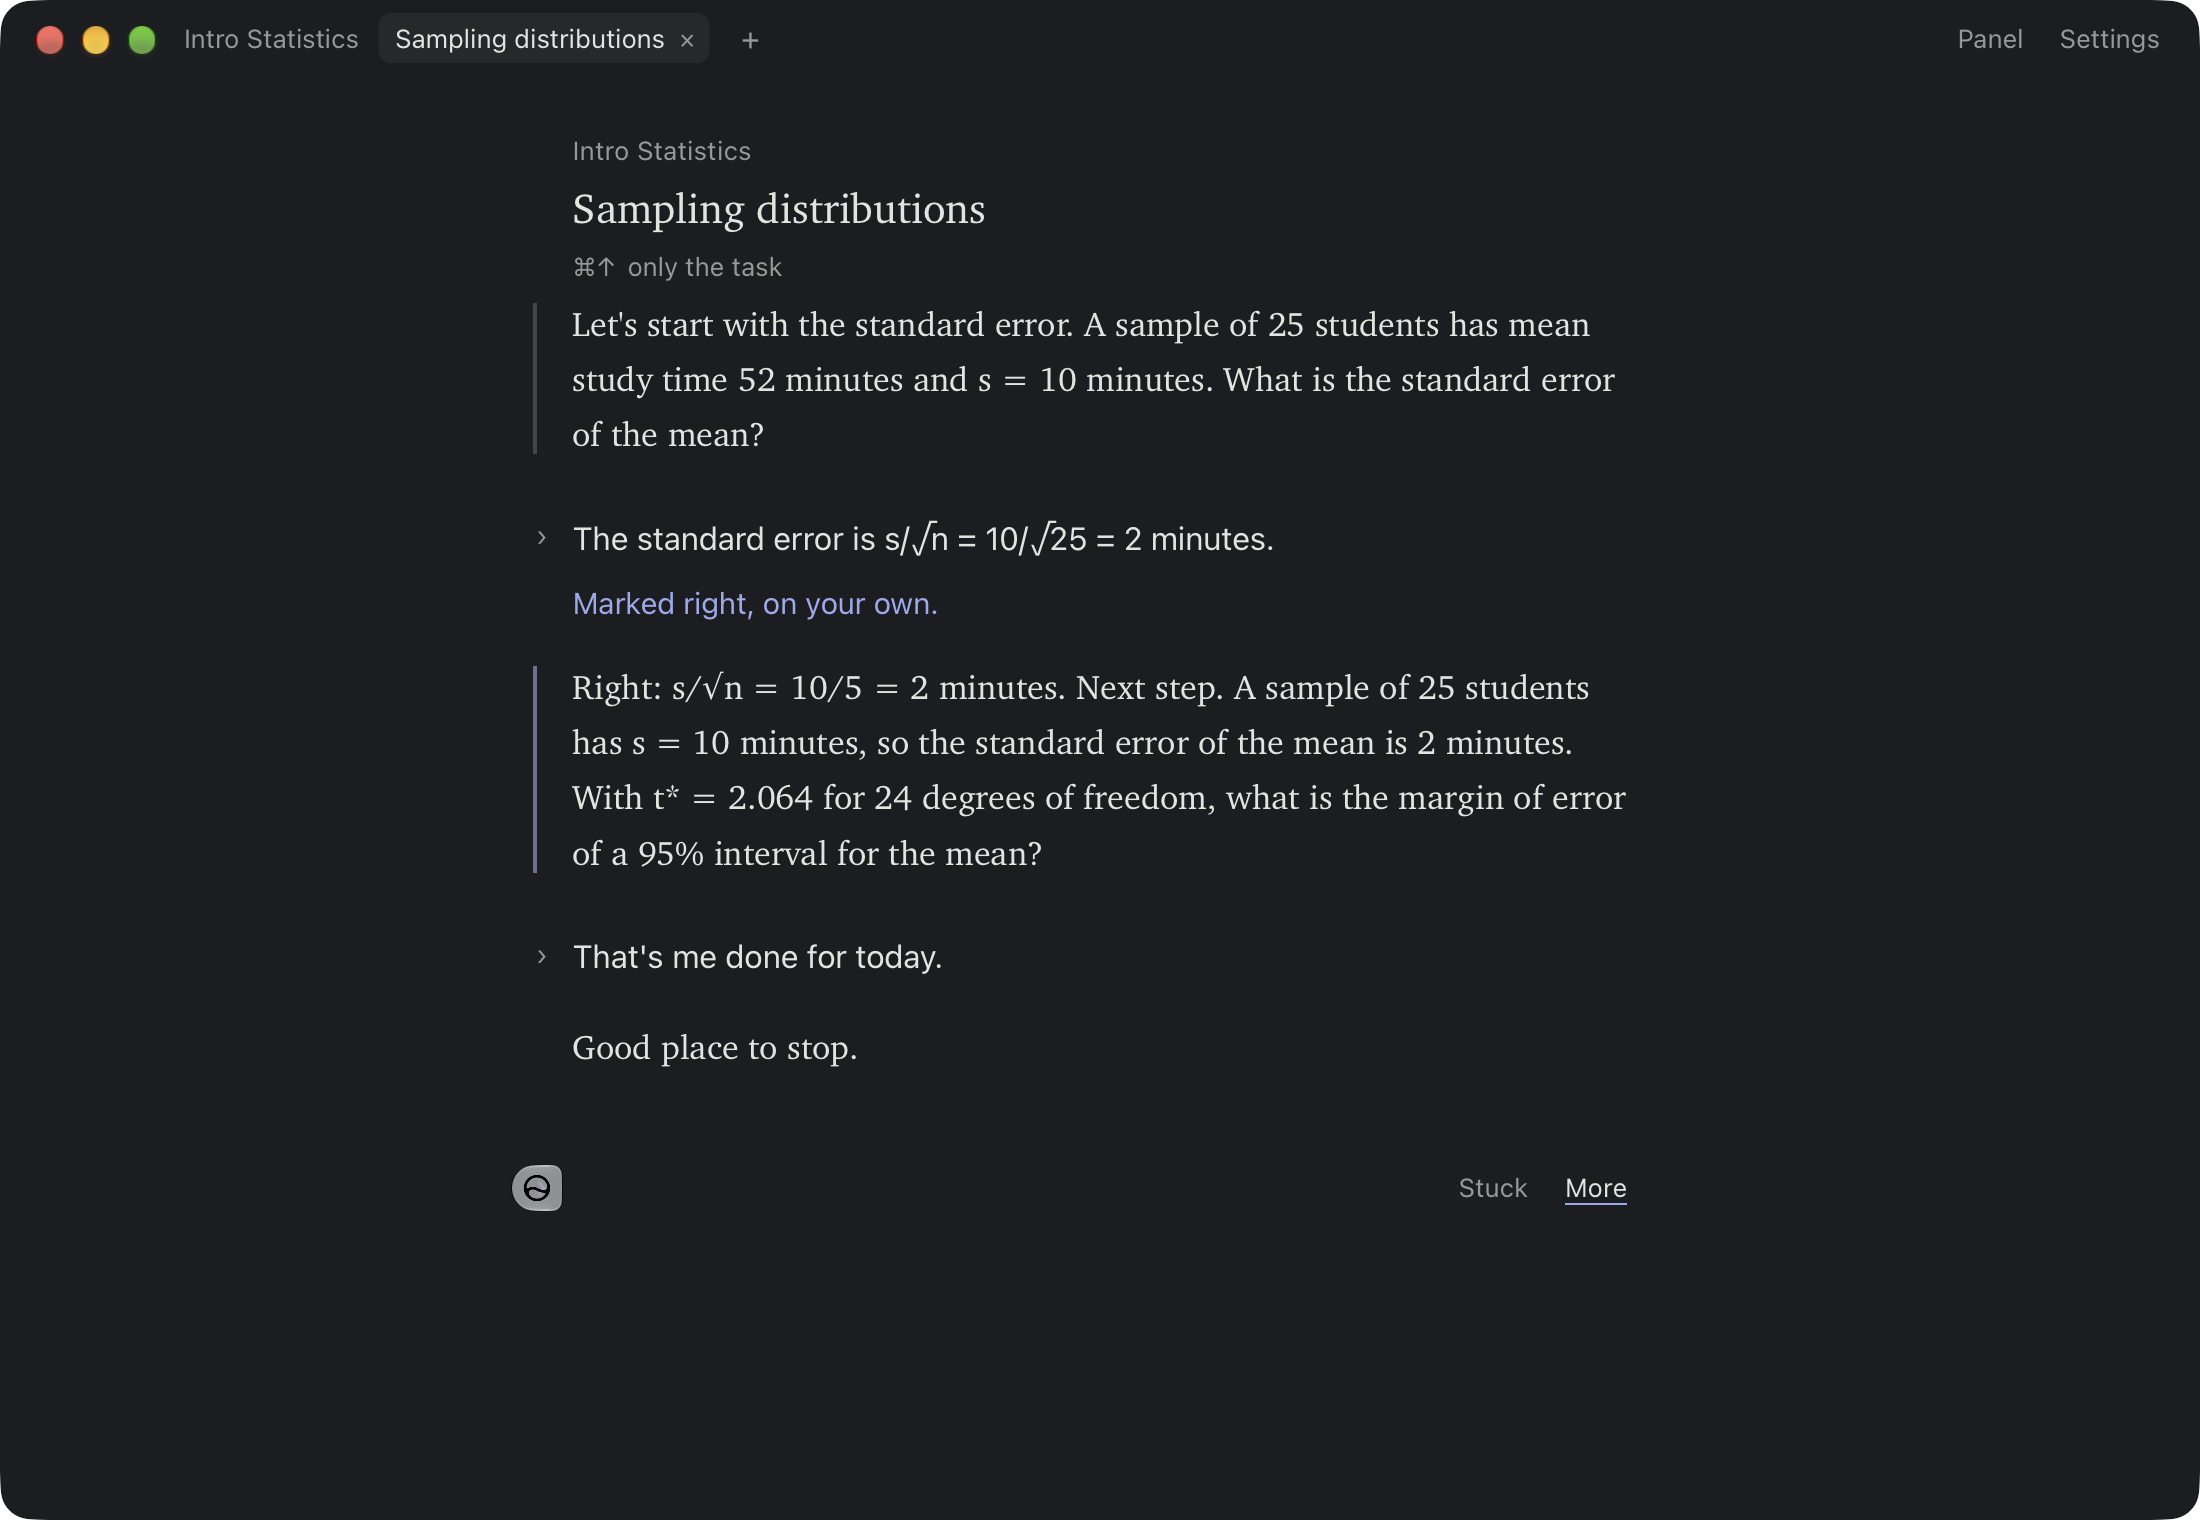 Intro Statistics
Sampling distributions ×
+
Panel
Settings
Intro Statistics
Sampling distributions
⌘↑ only the task
Let's start with the standard error. A sample of 25 students has mean
study time 52 minutes and s = 10 minutes. What is the standard error
of the mean?
› The standard error is s/√n = 10/√25 = 2 minutes.
Marked right, on your own.
Right: s/√n = 10/5 = 2 minutes. Next step. A sample of 25 students
has s = 10 minutes, so the standard error of the mean is 2 minutes.
With t* = 2.064 for 24 degrees of freedom, what is the margin of error
of a 95% interval for the mean?
› That's me done for today.
Good place to stop.
Stuck
More